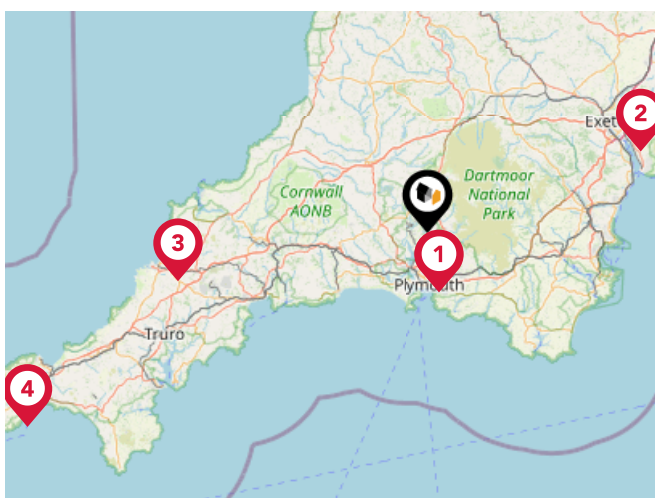 2
Exet
Dartmoor
National
Park
Cornwall
AONB
3
1
Plymouth
Truro
4